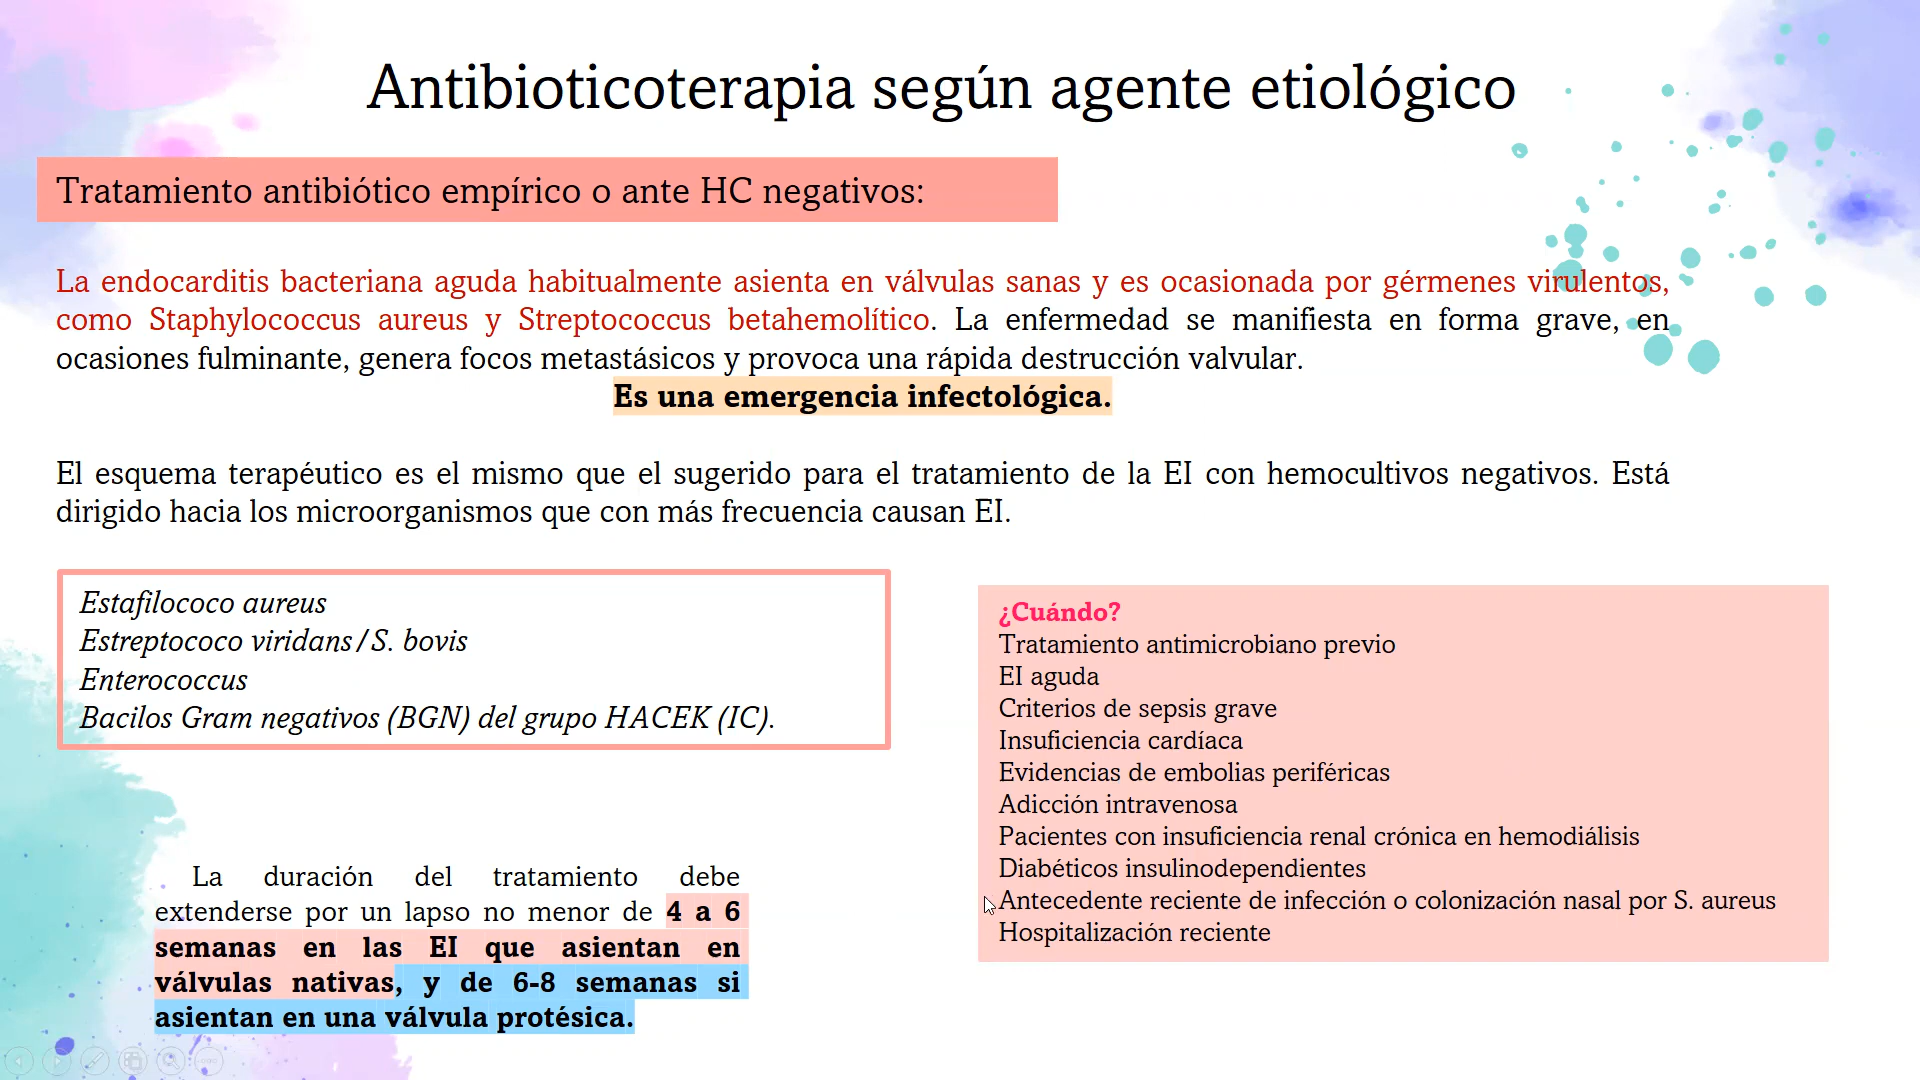 Antibioticoterapia según agente etiológico
Tratamiento antibiótico empírico o ante HC negativos:
La endocarditis bacteriana aguda habitualmente asienta en válvulas sanas y es ocasionada por gérmenes virulentos,
como Staphylococcus aureus y Streptococcus betahemolítico. La enfermedad se manifiesta en forma grave, en
ocasiones fulminante, genera focos metastásicos y provoca una rápida destrucción valvular.
Es una emergencia infectológica.
El esquema terapéutico es el mismo que el sugerido para el tratamiento de la EI con hemocultivos negativos. Está
dirigido hacia los microorganismos que con más frecuencia causan EI.
Estafilococo aureus
Estreptococo viridans/S. bovis
Enterococcus
Bacilos Gram negativos (BGN) del grupo HACEK (IC).
¿Cuándo?
Tratamiento antimicrobiano previo
EI aguda
Criterios de sepsis grave
Insuficiencia cardíaca
Evidencias de embolias periféricas
Adicción intravenosa
Pacientes con insuficiencia renal crónica en hemodiálisis
Diabéticos insulinodependientes
Antecedente reciente de infección o colonización nasal por S. aureus
Hospitalización reciente
La duración del tratamiento debe
extenderse por un lapso no menor de 4 a 6
semanas en las EI que asientan en
válvulas nativas, y de 6-8 semanas si
asientan en una válvula protésica.